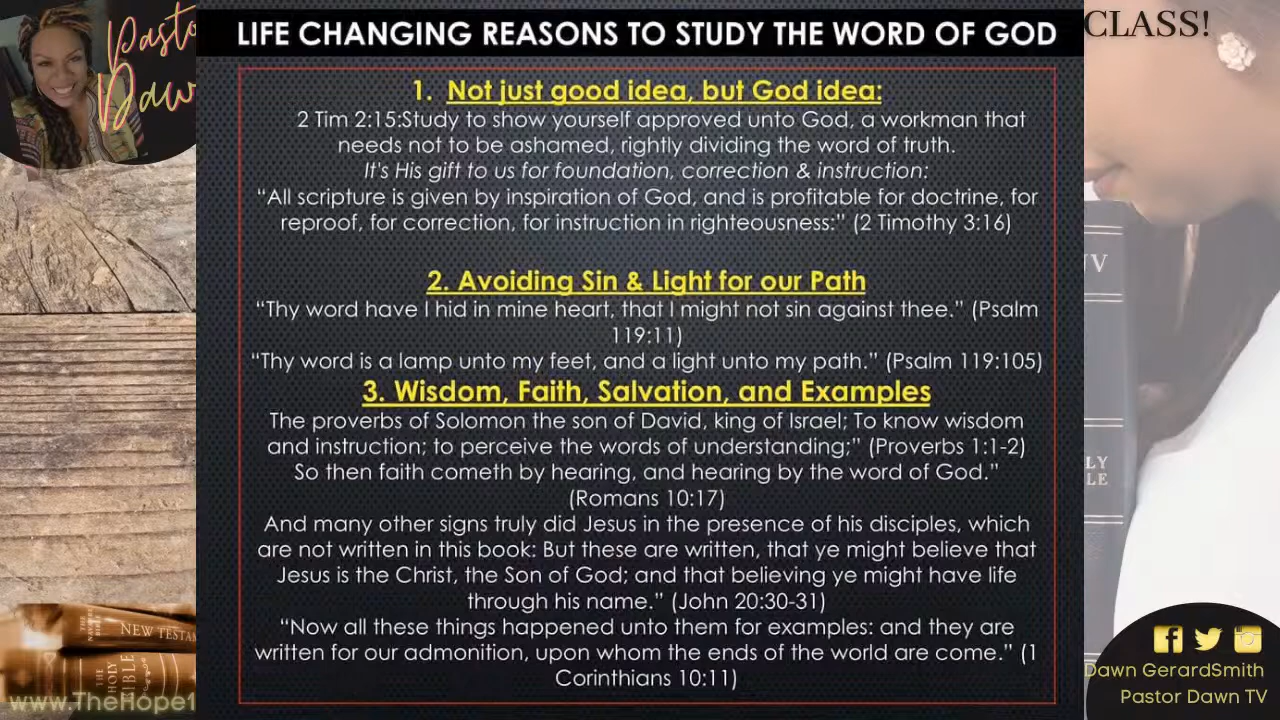 LIFE CHANGING REASONS TO STUDY THE WORD OF GOD
CLASS!
1. Not just good idea, but God idea:
2 Tim 2:15:Study to show yourself approved unto God, a workman that
needs not to be ashamed, rightly dividing the word of truth.
It's His gift to us for foundation, correction & instruction:
“All scripture is given by inspiration of God, and is profitable for doctrine, for
reproof, for correction, for instruction in righteousness:” (2 Timothy 3:16)
2. Avoiding Sin & Light for our Path
“Thy word have I hid in mine heart, that I might not sin against thee.” (Psalm
119:11)
“Thy word is a lamp unto my feet, and a light unto my path.” (Psalm 119:105)
3. Wisdom, Faith, Salvation, and Examples
The proverbs of Solomon the son of David, king of Israel; To know wisdom
and instruction; to perceive the words of understanding;” (Proverbs 1:1-2)
So then faith cometh by hearing, and hearing by the word of God.”
(Romans 10:17)
And many other signs truly did Jesus in the presence of his disciples, which
are not written in this book: But these are written, that ye might believe that
Jesus is the Christ, the Son of God; and that believing ye might have life
through his name.” (John 20:30-31)
“Now all these things happened unto them for examples: and they are
written for our admonition, upon whom the ends of the world are come.” (1
Corinthians 10:11)
Pasto
Daw
NEW TESTA
THE
HOLY
BIBLE
www.TheHope1
V
LY
LE
Dawn GerardSmith
Pastor Dawn TV